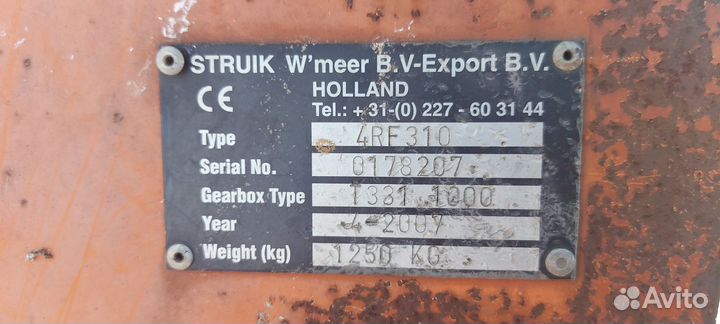 STRUIK W'meer B.V-Export B.V.
HOLLAND
CE
Tel.: +31-(0) 227 - 60 31 44
Type 4RF310
Serial No. 0178207
Gearbox Type T331 1000
Year 4-2007
Weight (kg) 1250 KG
Avito